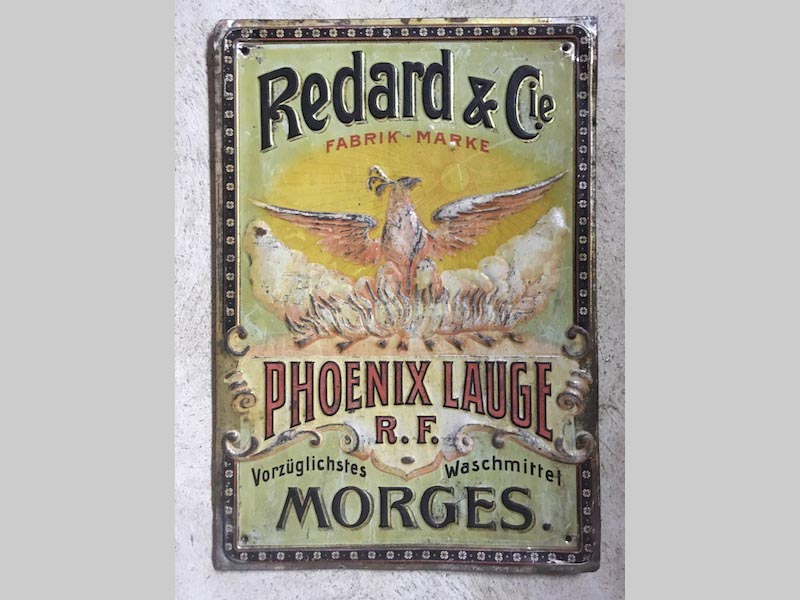 Redard & Cie
FABRIK-MARKE
PHOENIX LAUGE
R. F.
Vorzüglichstes Waschmittel
MORGES.